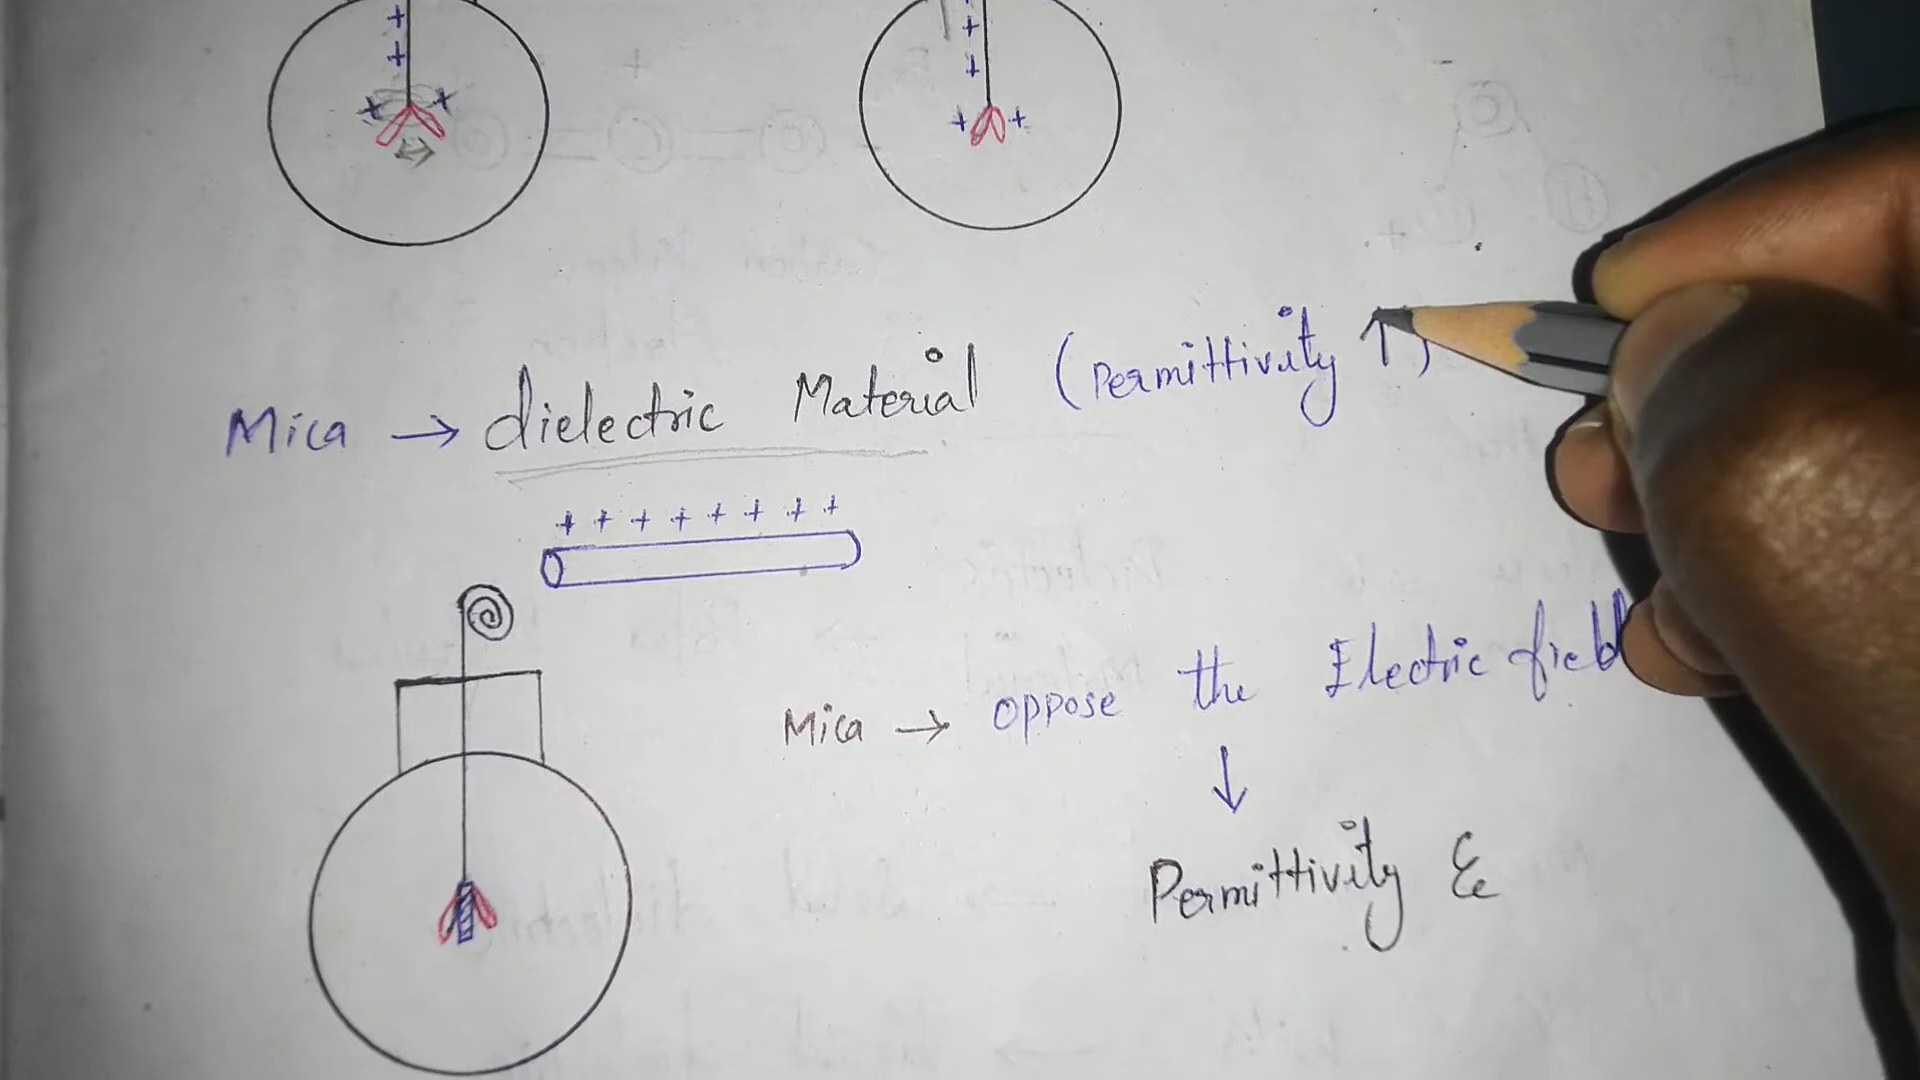 Mica → dielectric Material (Permittivity ↑)
+ + + + + + + +
Mica → oppose the Electric field
↓
Permittivity ε